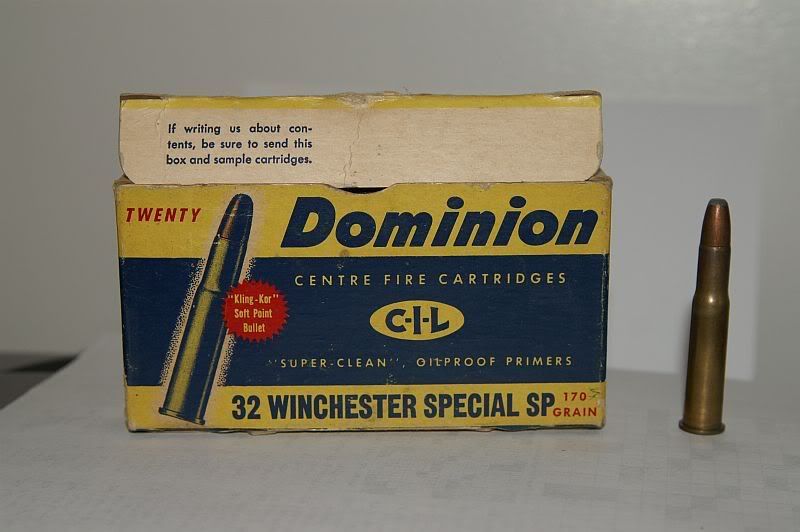 If writing us about con-
tents, be sure to send this
box and sample cartridges.
TWENTY
Dominion
CENTRE FIRE CARTRIDGES
"Kling-Kor"
Soft Point
Bullet
C-I-L
"SUPER-CLEAN", OILPROOF PRIMERS
32 WINCHESTER SPECIAL SP
170
GRAIN